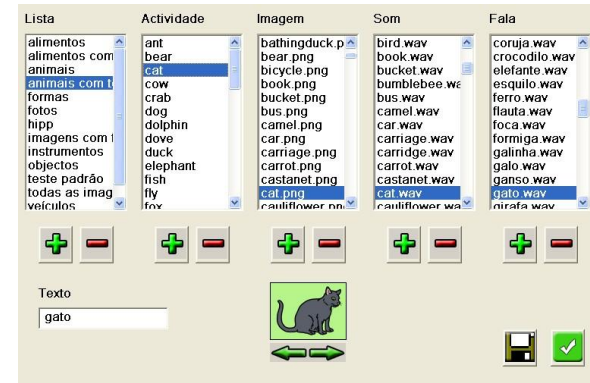 Lista
alimentos
alimentos com
animais
animais com t
formas
fotos
hipp
imagens com
instrumentos
objectos
teste padrão
todas as imag
veículos
Actividade
ant
bear
cat
cow
crab
dog
dolphin
dove
duck
elephant
fish
fly
fox
Imagem
bathingduck.p
bear.png
bicycle.png
book.png
bucket.png
bus.png
camel.png
car.png
carriage.png
carrot.png
castanet.png
cat.png
cauliflower.pn
Som
bird.wav
book.wav
bucket.wav
bumblebee.wa
bus.wav
camel.wav
car.wav
carriage.wav
carridge.wav
carrot.wav
castanet.wav
cat.wav
cauliflower.wa
Fala
coruja.wav
crocodilo.wav
elefante.wav
esquilo.wav
ferro.wav
flauta.wav
foca.wav
formiga.wav
galinha.wav
galo.wav
ganso.wav
gato.wav
girafa.wav
Texto
gato